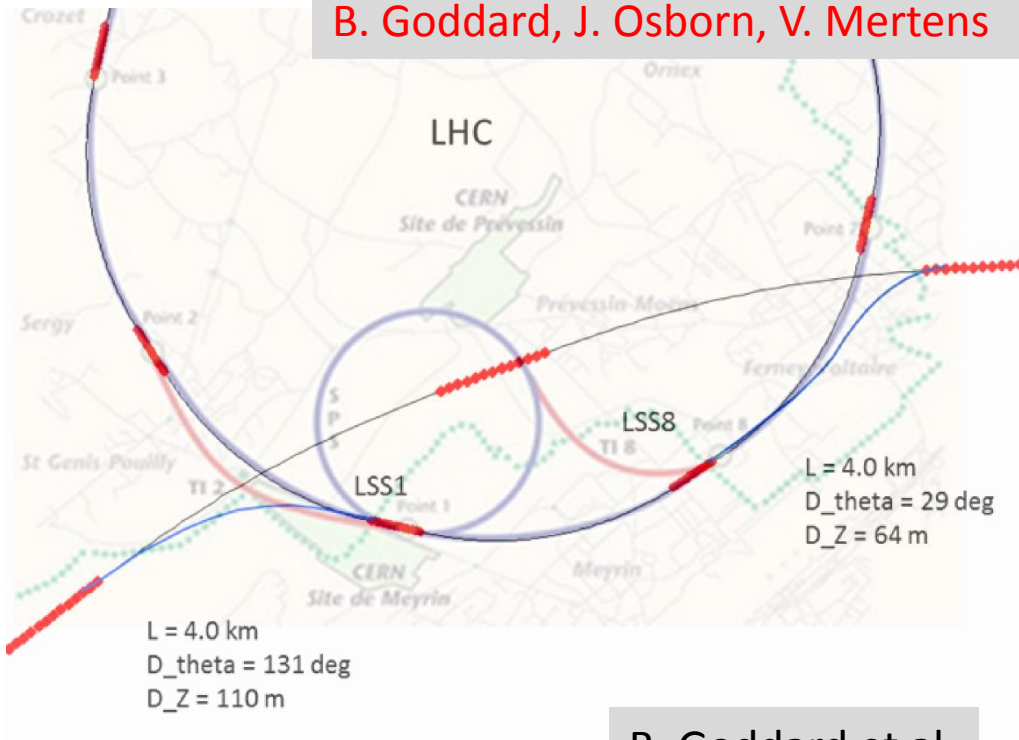 B. Goddard, J. Osborn, V. Mertens
Crozet
Point 3
Ornex
LHC
CERN
Site de Prévessin
Point 7
Point 2
Sergy
Prévessin-Moëns
Ferney-Voltaire
S
P
S
LSS8
Point 8
TI 8
St Genis-Pouilly
TI 2
LSS1
Point 1
L = 4.0 km
D_theta = 29 deg
D_Z = 64 m
CERN
Site de Meyrin
Meyrin
L = 4.0 km
D_theta = 131 deg
D_Z = 110 m